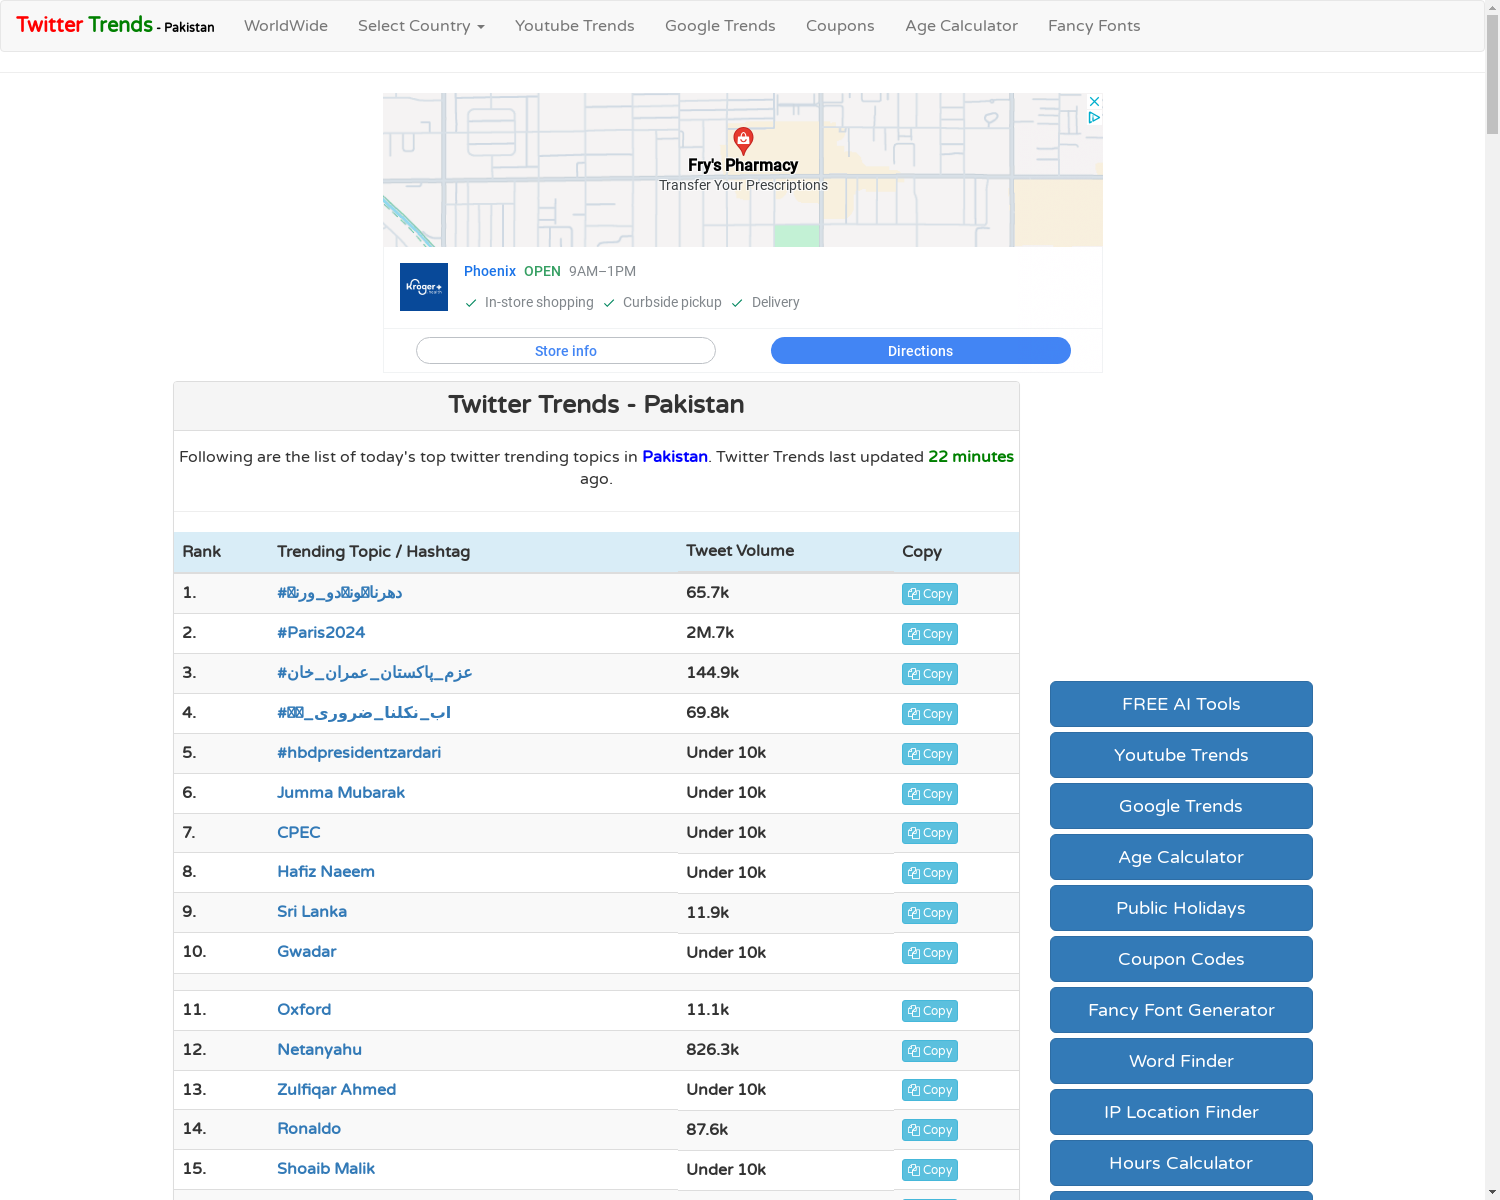 Twitter Trends - Pakistan WorldWide Select Country Youtube Trends Google Trends Coupons Age Calculator Fancy Fonts
Fry's Pharmacy
Transfer Your Prescriptions
Kroger+
health
Phoenix OPEN 9AM–1PM
In-store shopping Curbside pickup Delivery
Store info Directions
Twitter Trends - Pakistan
Following are the list of today's top twitter trending topics in Pakistan. Twitter Trends last updated 22 minutes
ago.
Rank Trending Topic / Hashtag Tweet Volume Copy
1. 65.7k Copy
2. #Paris2024 2M.7k Copy
3. #عزم_پاکستان_عمران_خان 144.9k Copy
4. اب_نکلنا_ضروری 69.8k Copy
5. #hbdpresidentzardari Under 10k Copy
6. Jumma Mubarak Under 10k Copy
7. CPEC Under 10k Copy
8. Hafiz Naeem Under 10k Copy
9. Sri Lanka 11.9k Copy
10. Gwadar Under 10k Copy
11. Oxford 11.1k Copy
12. Netanyahu 826.3k Copy
13. Zulfiqar Ahmed Under 10k Copy
14. Ronaldo 87.6k Copy
15. Shoaib Malik Under 10k Copy
FREE AI Tools
Youtube Trends
Google Trends
Age Calculator
Public Holidays
Coupon Codes
Fancy Font Generator
Word Finder
IP Location Finder
Hours Calculator